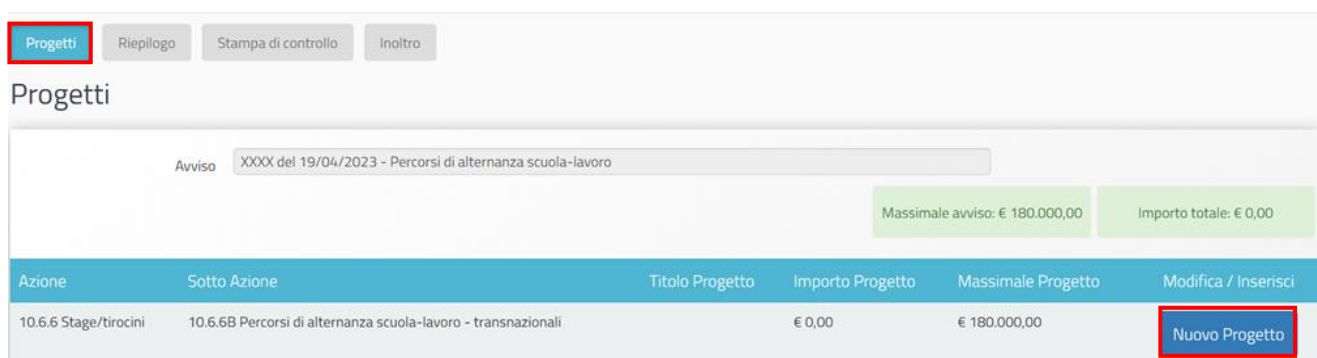 Progetti Riepilogo Stampa di controllo Inoltro
Progetti
Avviso XXXX del 19/04/2023 - Percorsi di alternanza scuola-lavoro
Massimale avviso: € 180.000,00 Importo totale: € 0,00
Azione Sotto Azione Titolo Progetto Importo Progetto Massimale Progetto Modifica / Inserisci
10.6.6 Stage/tirocini 10.6.6B Percorsi di alternanza scuola-lavoro - transnazionali € 0,00 € 180.000,00 Nuovo Progetto